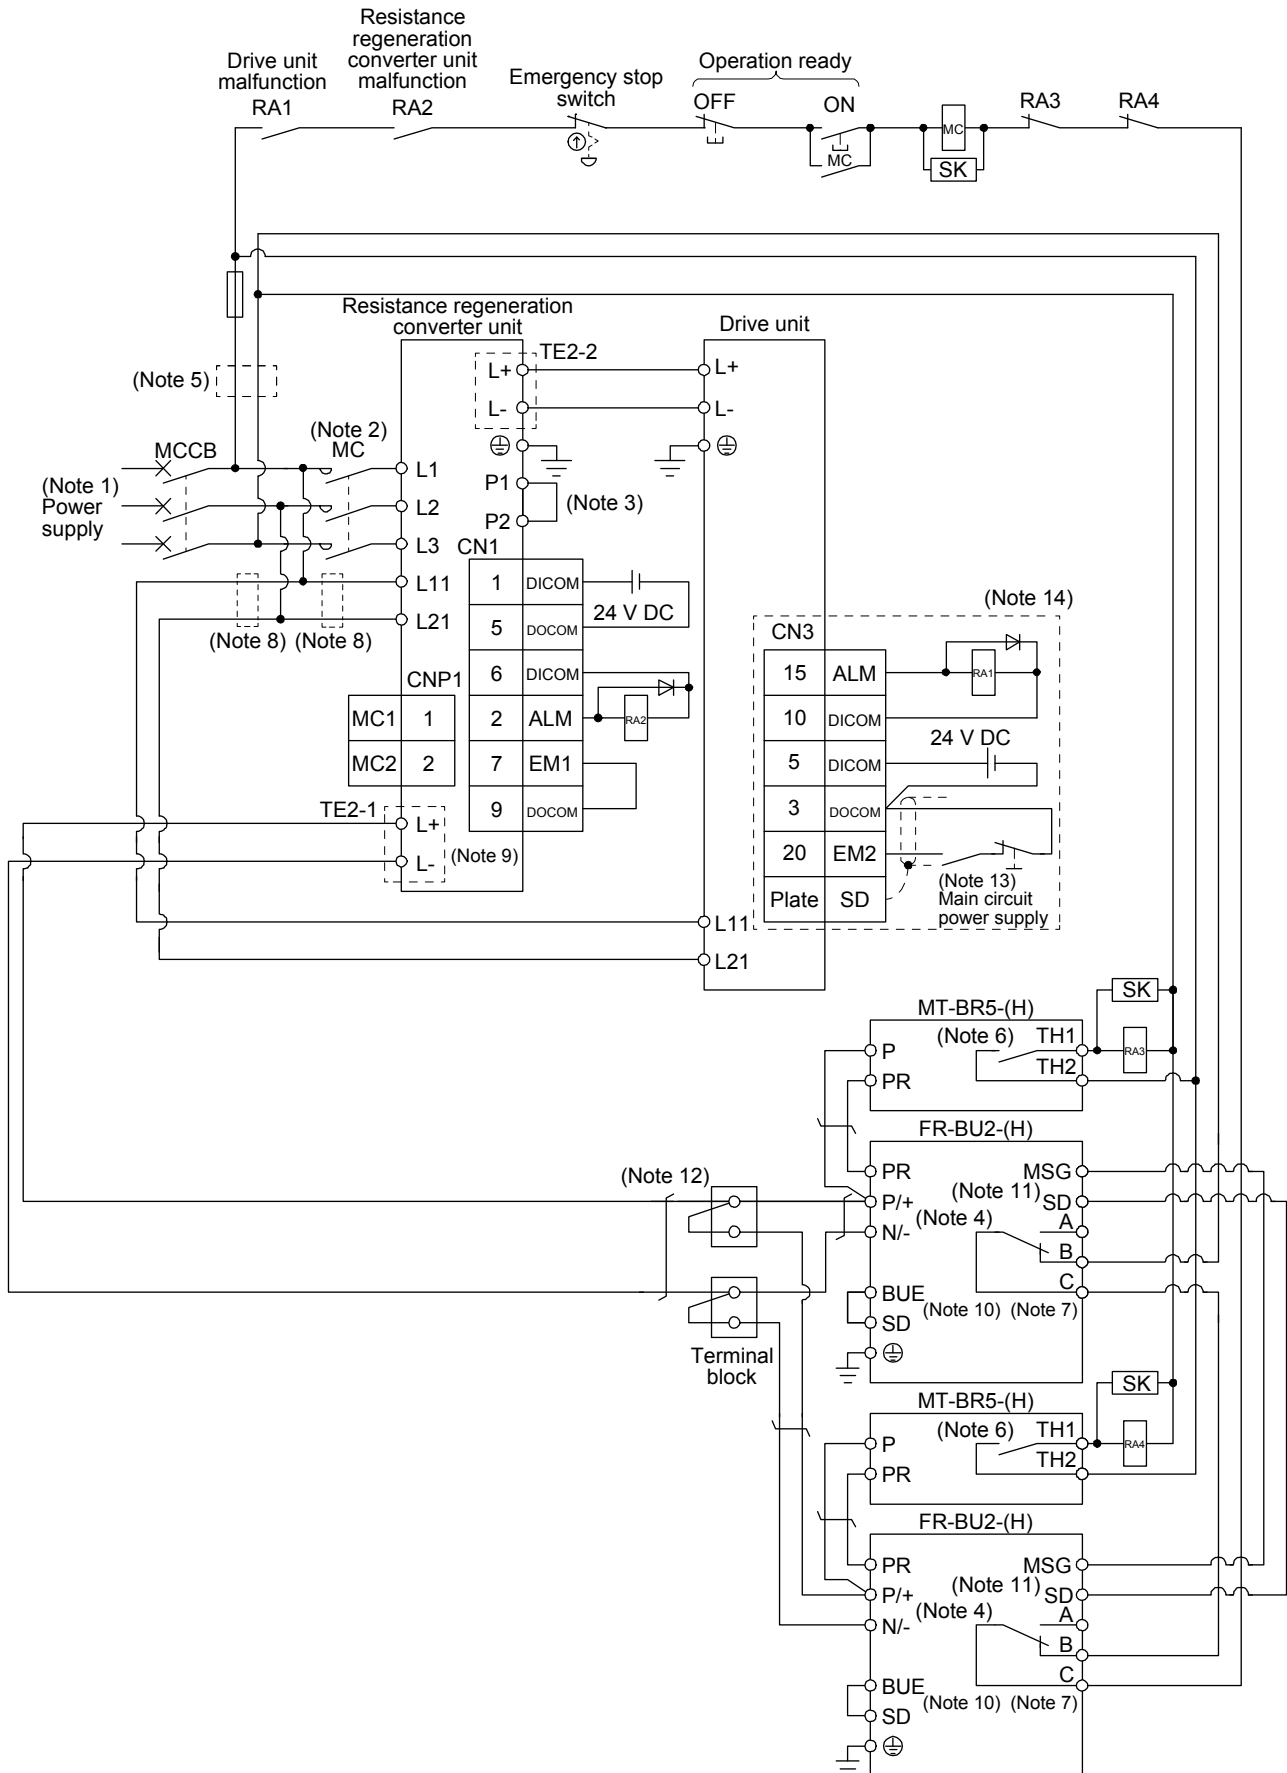 Resistance
regeneration
converter unit
malfunction
RA2
Drive unit
malfunction
RA1
Emergency stop
switch
Operation ready
OFF
ON
MC
MC
SK
RA3
RA4
Resistance regeneration
converter unit
Drive unit
TE2-2
L+
L-
L+
L-
(Note 5)
MCCB
(Note 2)
MC
(Note 1)
Power
supply
L1
L2
L3
L11
L21
P1
P2
(Note 3)
CN1
1 DICOM
5 DOCOM
6 DICOM
2 ALM
7 EM1
9 DOCOM
24 V DC
RA2
(Note 8) (Note 8)
CNP1
MC1 1
MC2 2
TE2-1
L+
L-
(Note 9)
(Note 14)
CN3
15 ALM
10 DICOM
5 DICOM
3 DOCOM
20 EM2
Plate SD
RA1
24 V DC
(Note 13)
Main circuit
power supply
L11
L21
MT-BR5-(H)
P
PR
(Note 6)
TH1
TH2
SK
RA3
FR-BU2-(H)
PR
P/+
N/-
BUE
SD
MSG
(Note 11)
SD
(Note 4)
A
B
C
(Note 10) (Note 7)
(Note 12)
Terminal
block
MT-BR5-(H)
P
PR
(Note 6)
TH1
TH2
SK
RA4
FR-BU2-(H)
PR
P/+
N/-
BUE
SD
MSG
(Note 11)
SD
(Note 4)
A
B
C
(Note 10) (Note 7)